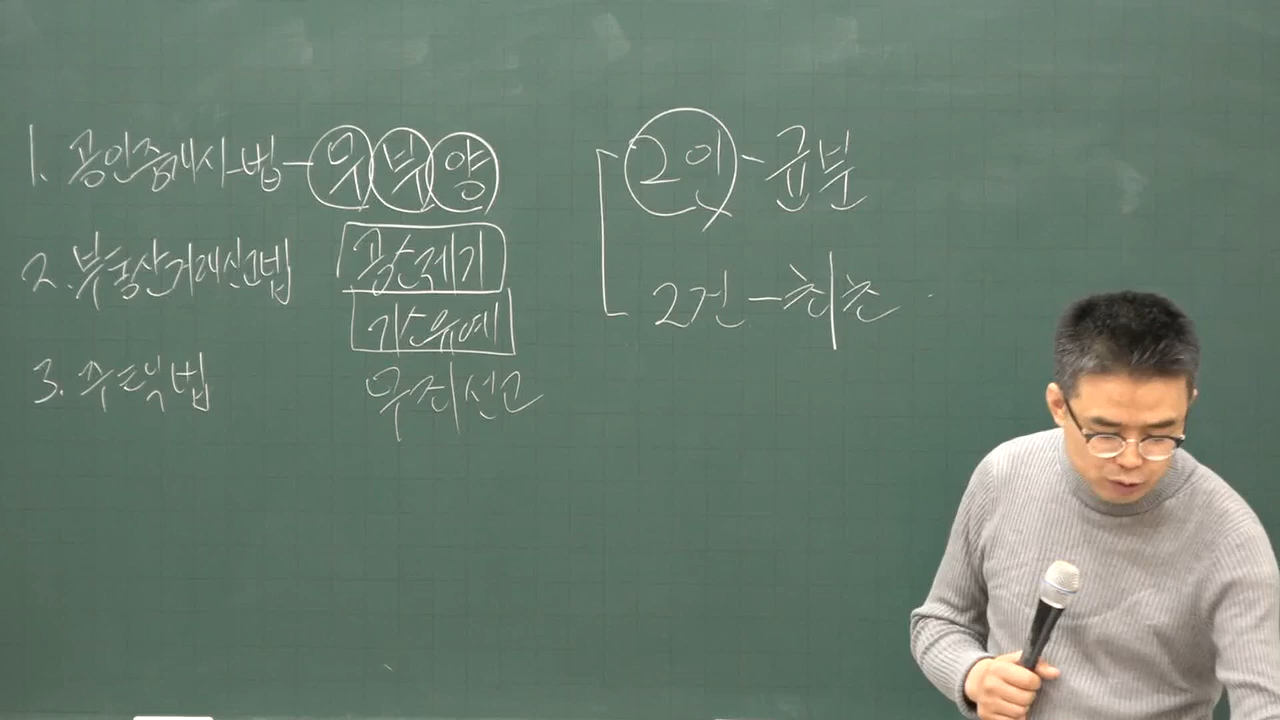 1. 공인중개사법 - 무 부 양
2. 부동산거래신고법
3. 주택법
공소제기
기소유예
무죄선고
2인 - 균분
2건 - 최초